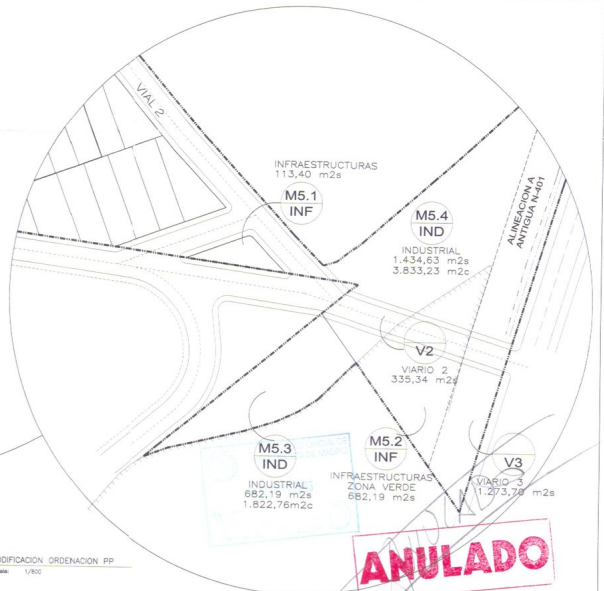 VIAL 2
INFRAESTRUCTURAS
113,40 m2s
M5.1
INF
M5.4
IND
INDUSTRIAL
1.434,63 m2s
3.833,23 m2c
ALINEACION A
ANTIGUA N-401
V2
VIARIO 2
335,34 m2s
M5.3
IND
INDUSTRIAL
682,19 m2s
1.822,76m2c
M5.2
INF
INFRAESTRUCTURAS
ZONA VERDE
682,19 m2s
V3
VIARIO 3
1.273,70 m2s
ANULADO
ODIFICACION ORDENACION PP
1/800